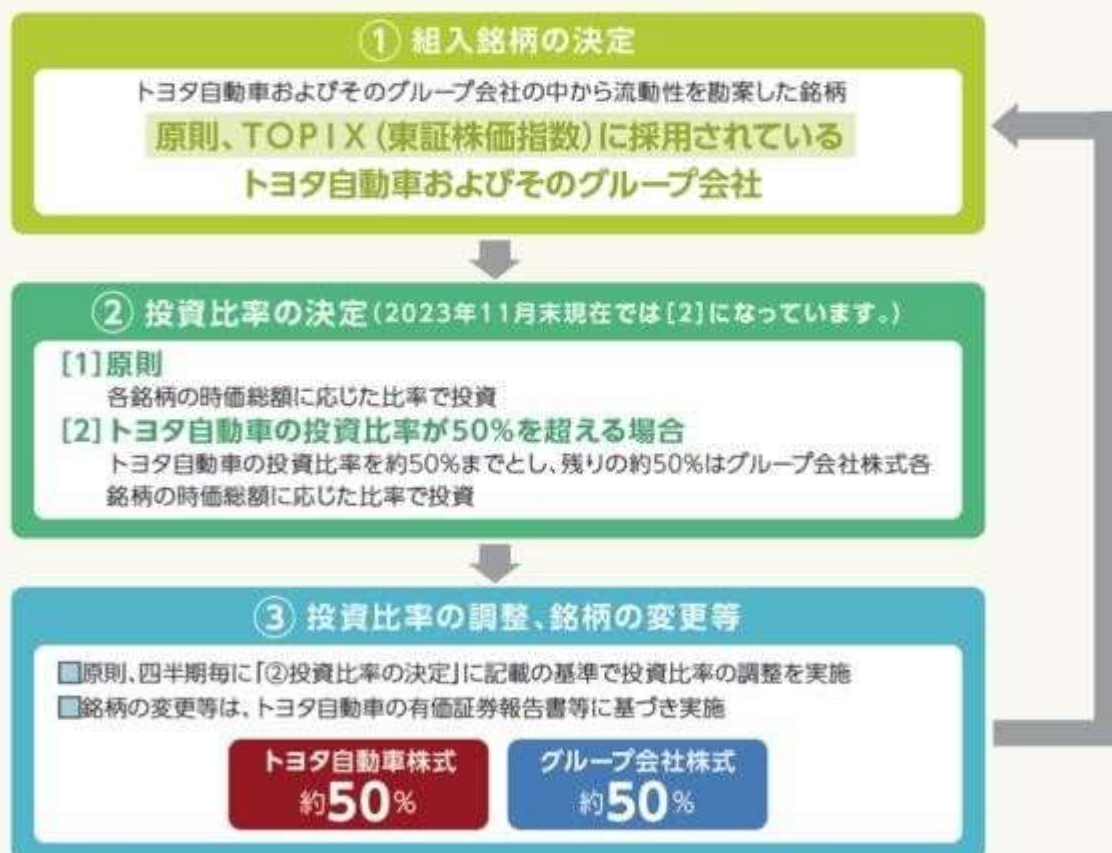 ① 組入銘柄の決定
トヨタ自動車およびそのグループ会社の中から流動性を勘案した銘柄
原則、TOPIX(東証株価指数)に採用されている
トヨタ自動車およびそのグループ会社
② 投資比率の決定(2023年11月末現在では[2]になっています。)
[1]原則
各銘柄の時価総額に応じた比率で投資
[2]トヨタ自動車の投資比率が50%を超える場合
トヨタ自動車の投資比率を約50%までとし、残りの約50%はグループ会社株式各
銘柄の時価総額に応じた比率で投資
③ 投資比率の調整、銘柄の変更等
原則、四半期毎に「②投資比率の決定」に記載の基準で投資比率の調整を実施
銘柄の変更等は、トヨタ自動車の有価証券報告書等に基づき実施
トヨタ自動車株式
約50%
グループ会社株式
約50%